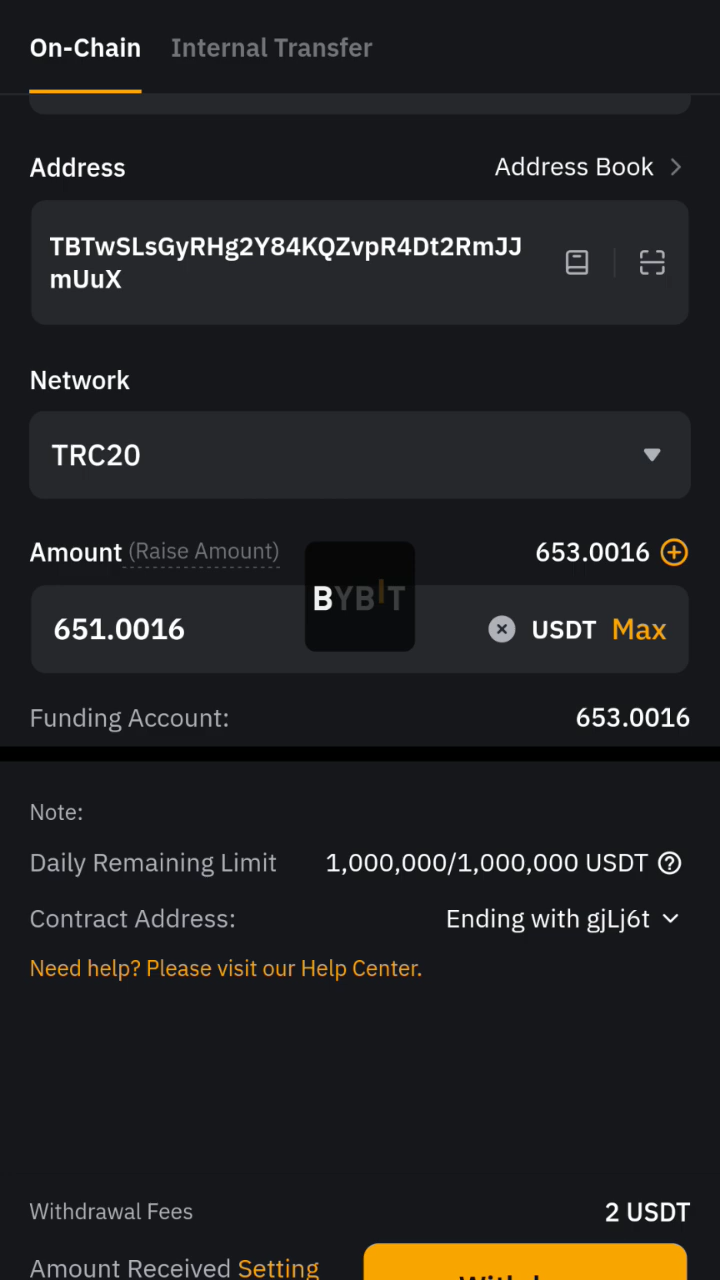 On-Chain Internal Transfer
Address Address Book
TBTwSLsGyRHg2Y84KQZvpR4Dt2RmJJ
mUuX
Network
TRC20
Amount (Raise Amount) 653.0016
BYBIT
651.0016 USDT Max
Funding Account: 653.0016
Note:
Daily Remaining Limit 1,000,000/1,000,000 USDT
Contract Address: Ending with gjLj6t
Need help? Please visit our Help Center.
Withdrawal Fees 2 USDT
Amount Received Setting